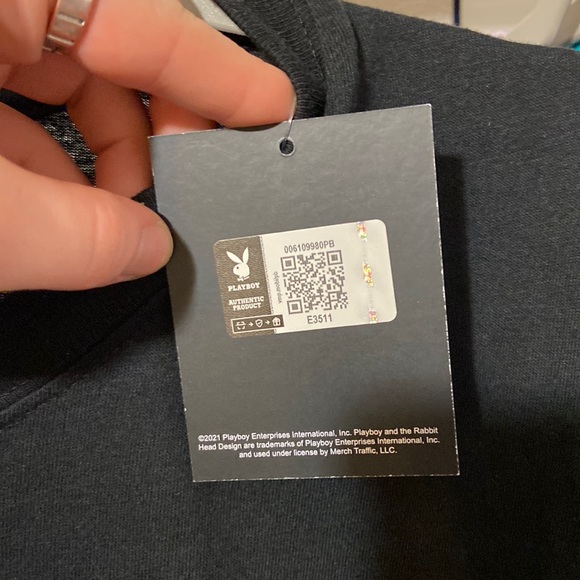 006109980PB
PLAYBOY
AUTHENTIC
PRODUCT
E3511
©2021 Playboy Enterprises International, Inc. Playboy and the Rabbit
Head Design are trademarks of Playboy Enterprises International, Inc.
and used under license by Merch Traffic, LLC.